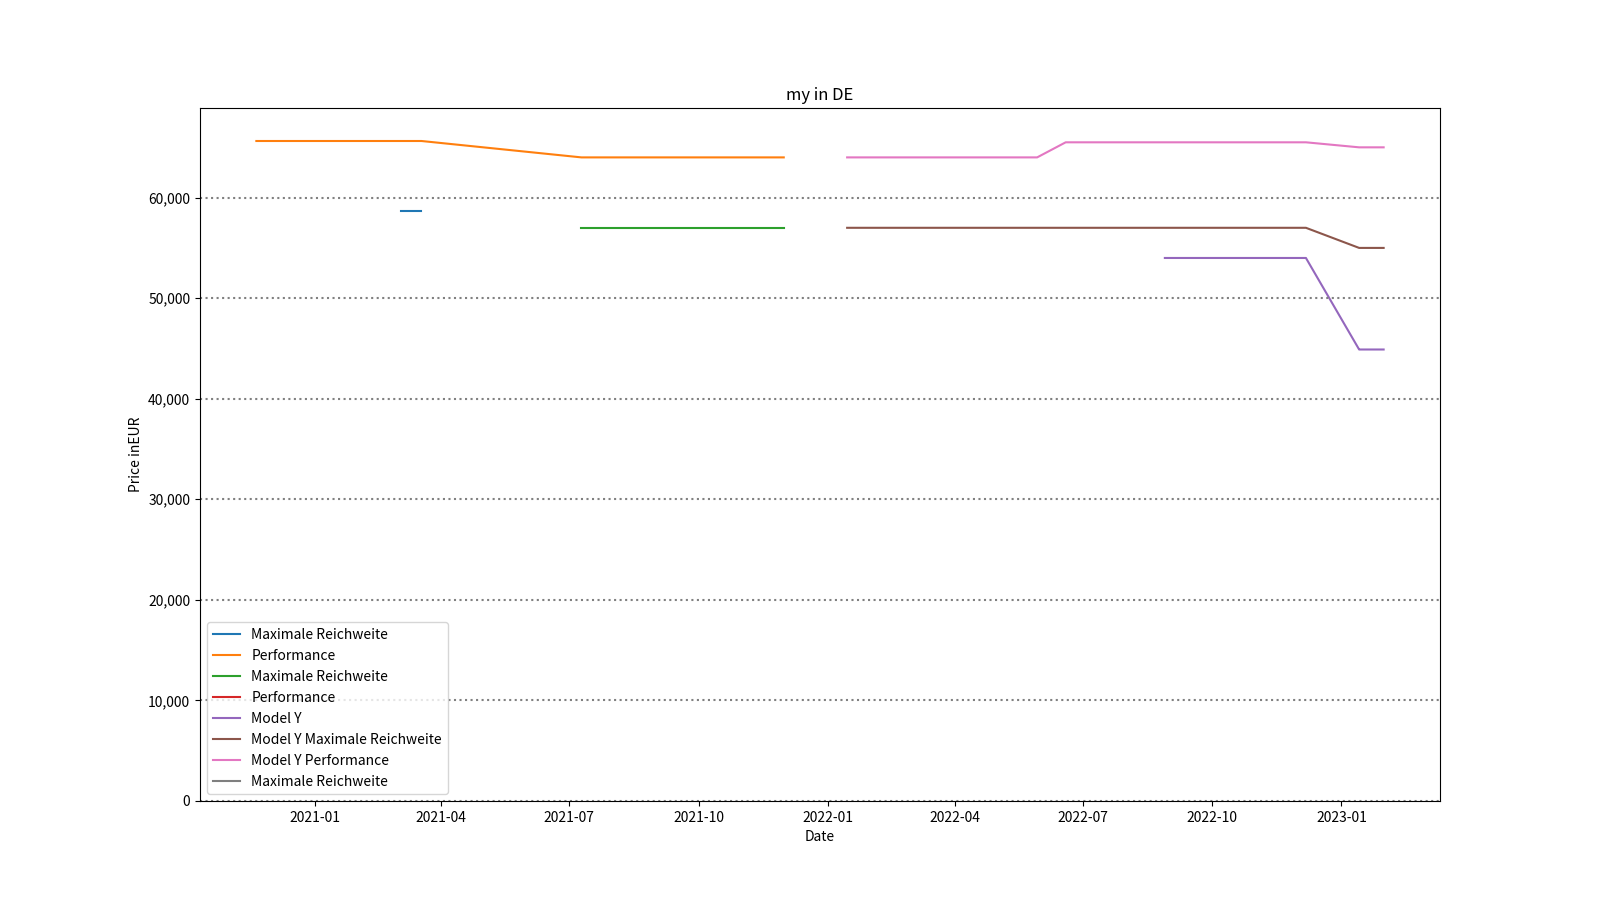 my in DE
Price inEUR
60,000
50,000
40,000
30,000
20,000
10,000
0
Maximale Reichweite
Performance
Maximale Reichweite
Performance
Model Y
Model Y Maximale Reichweite
Model Y Performance
Maximale Reichweite
2021-01 2021-04 2021-07 2021-10 2022-01 2022-04 2022-07 2022-10 2023-01
Date